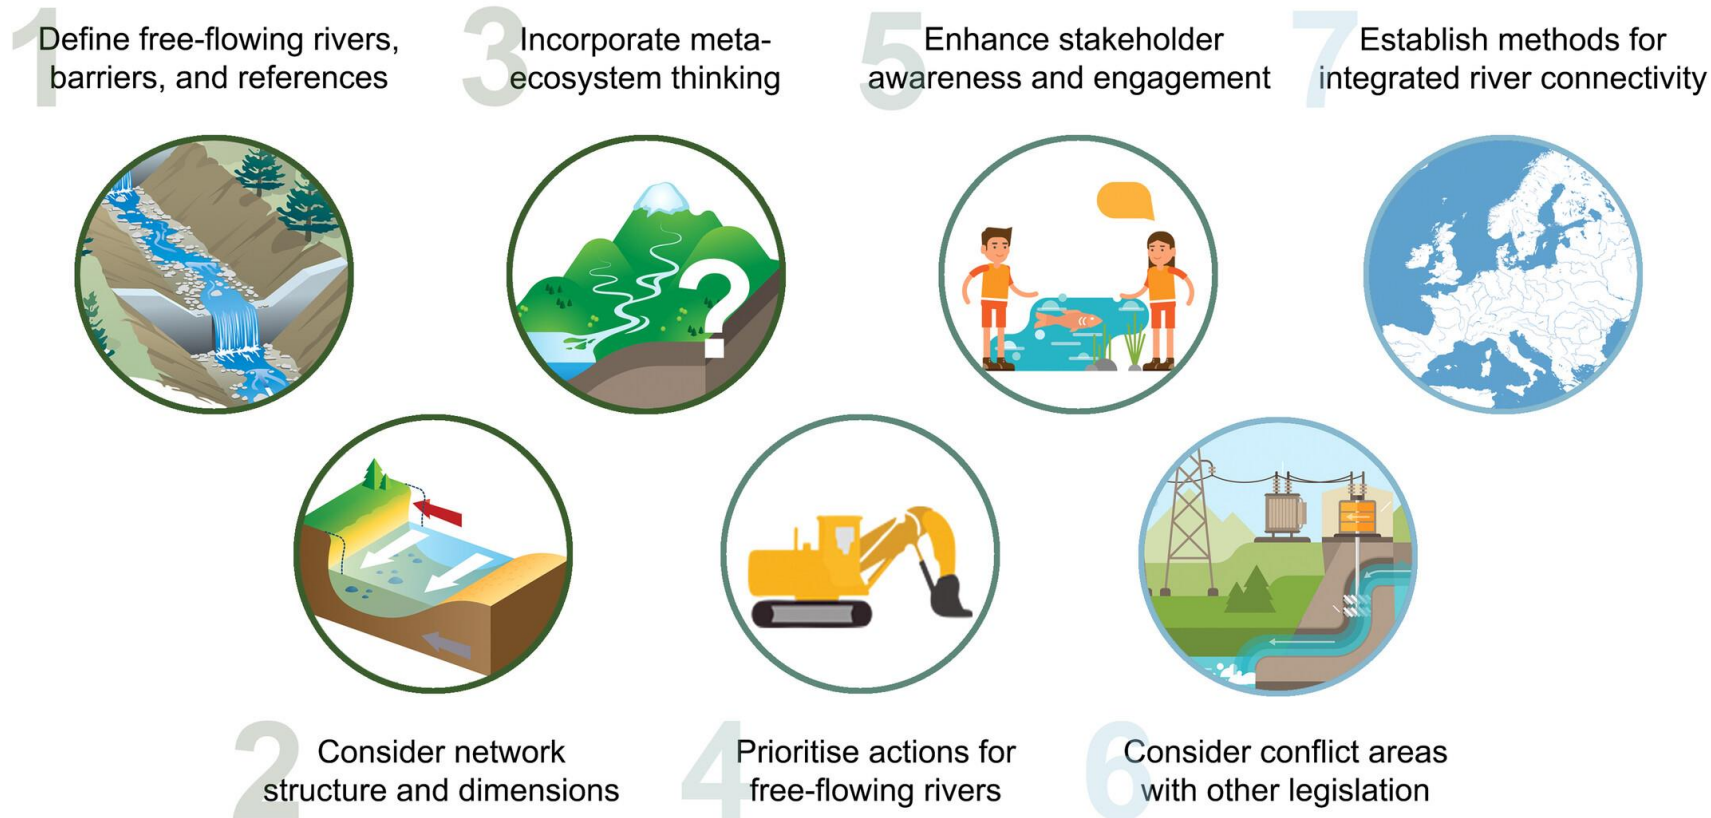 1 Define free-flowing rivers,
barriers, and references
2 Consider network
structure and dimensions
3 Incorporate meta-
ecosystem thinking
?
4 Prioritise actions for
free-flowing rivers
5 Enhance stakeholder
awareness and engagement
6 Consider conflict areas
with other legislation
7 Establish methods for
integrated river connectivity